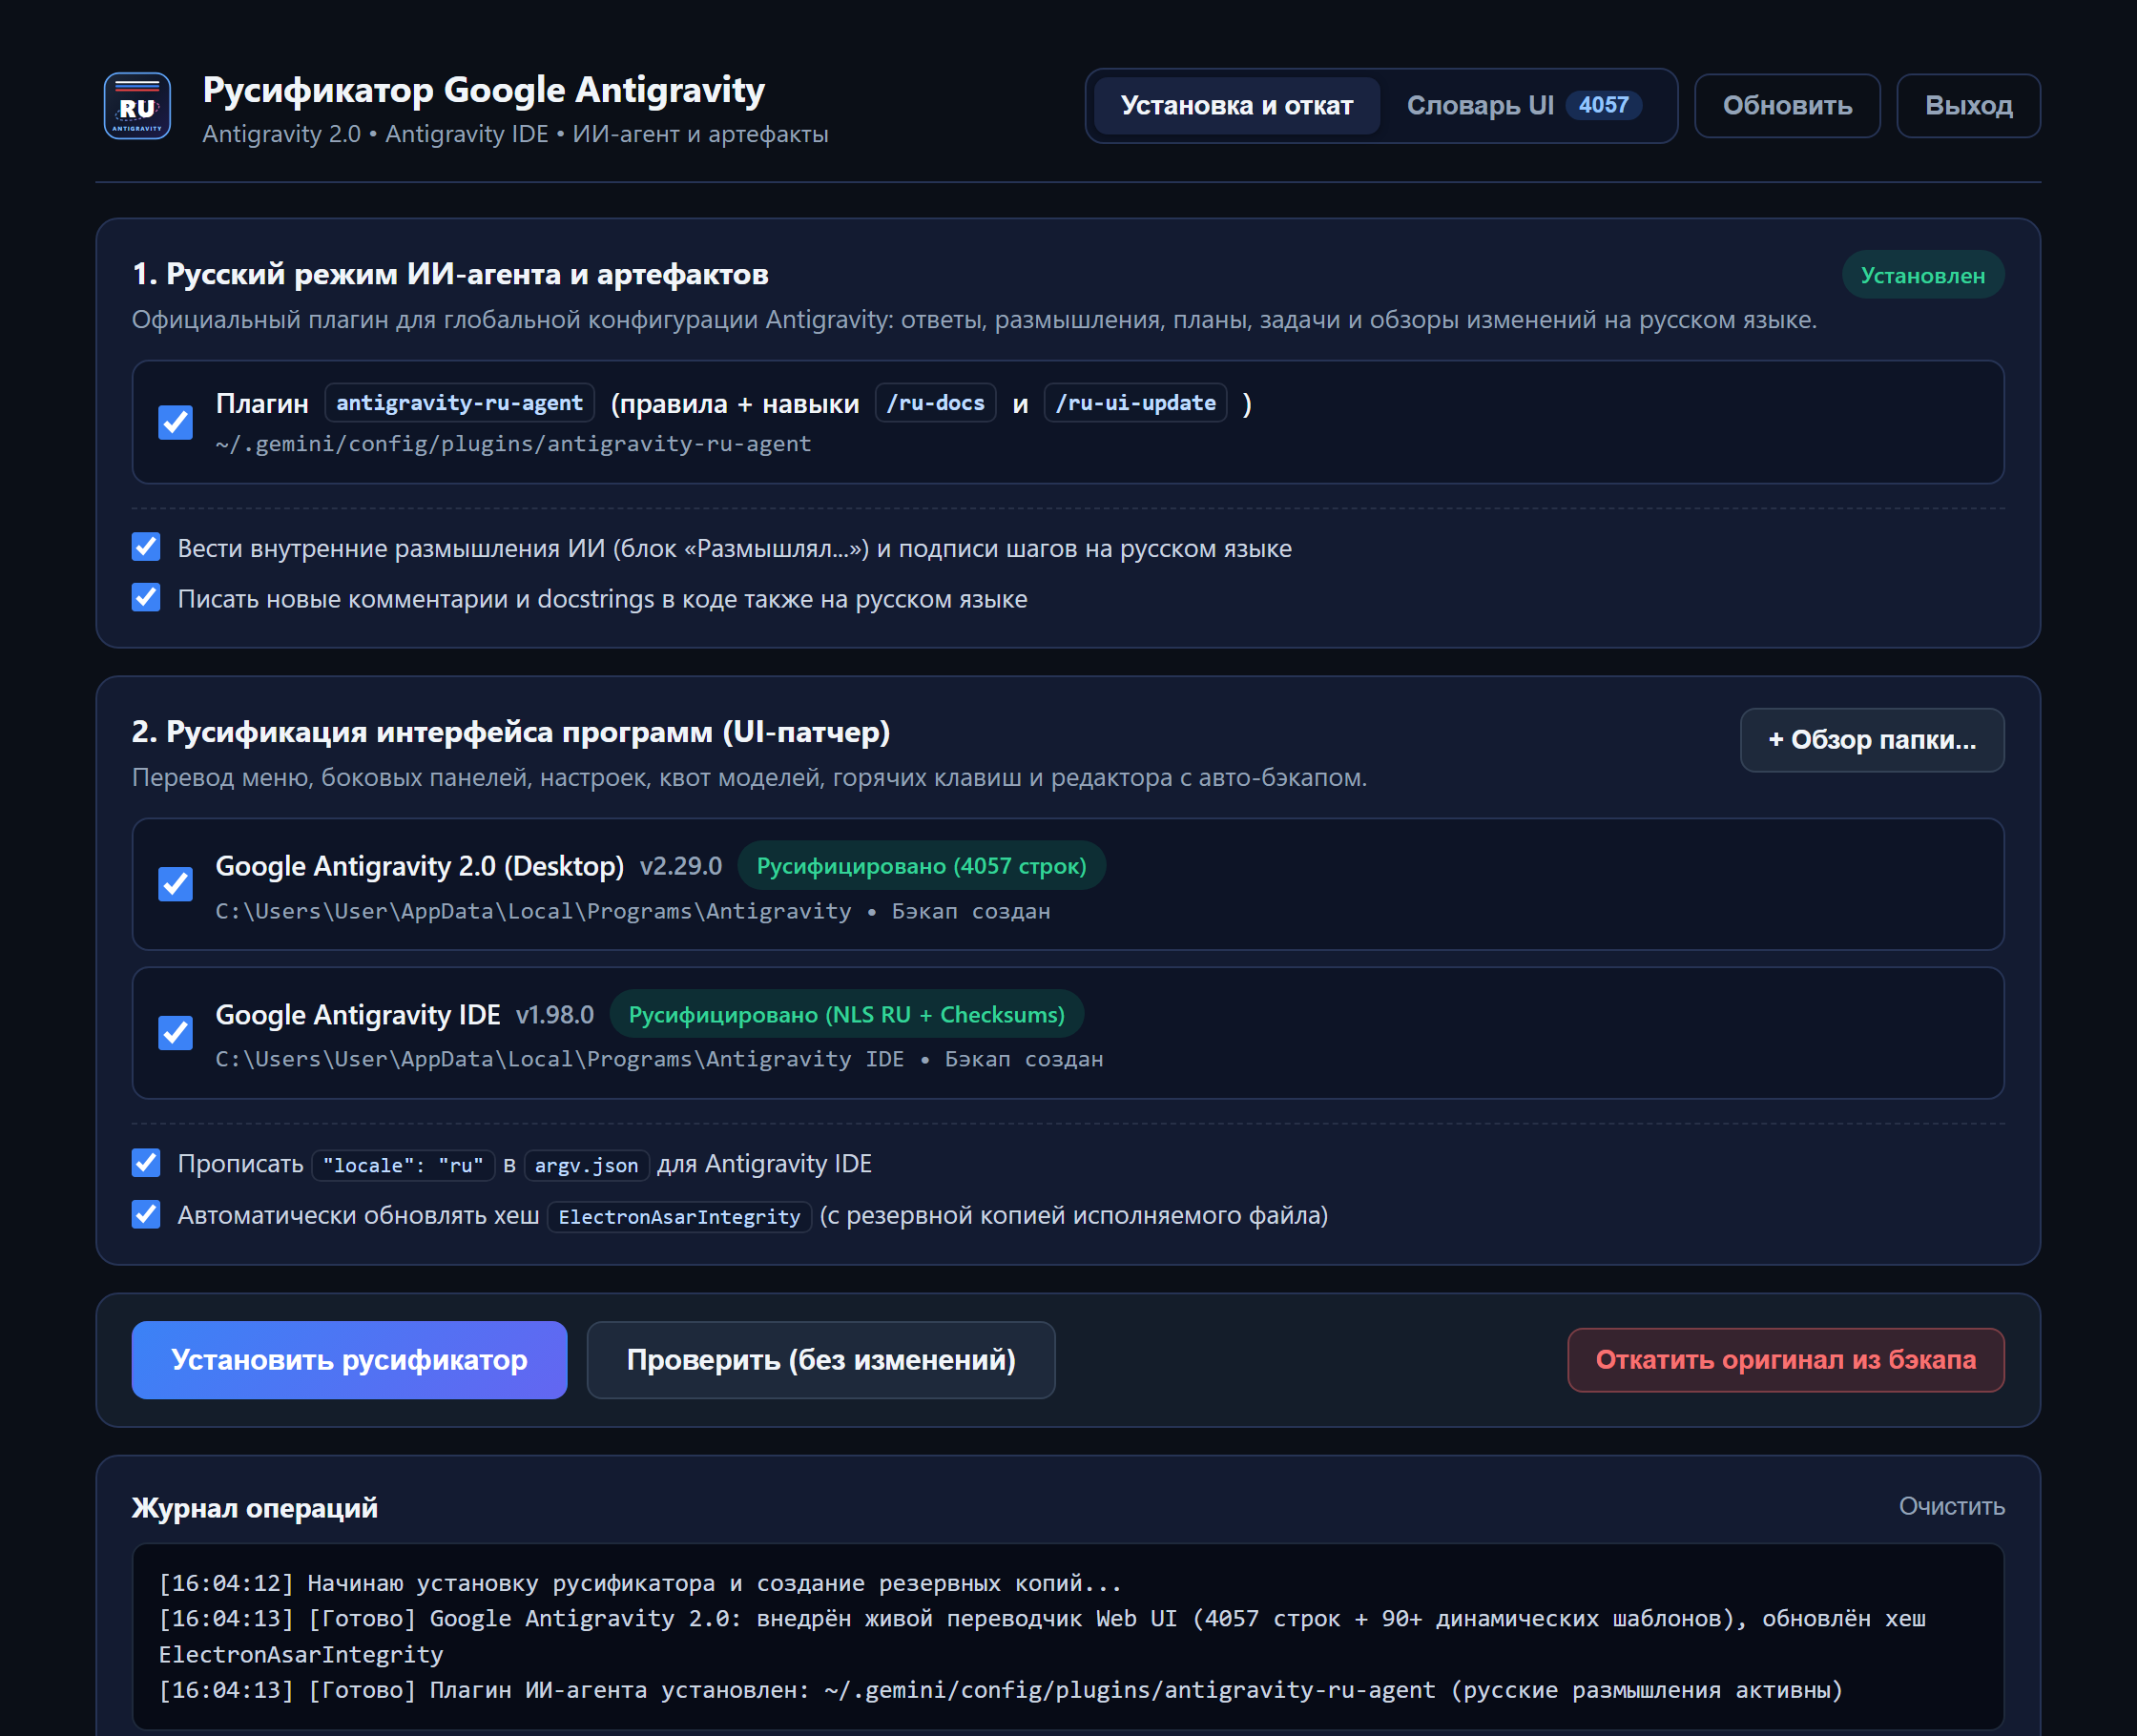 RU
ANTIGRAVITY
Русификатор Google Antigravity
Antigravity 2.0 • Antigravity IDE • ИИ-агент и артефакты
Установка и откат
Словарь UI 4057
Обновить
Выход
1. Русский режим ИИ-агента и артефактов
Установлен
Официальный плагин для глобальной конфигурации Antigravity: ответы, размышления, планы, задачи и обзоры изменений на русском языке.
Плагин antigravity-ru-agent (правила + навыки /ru-docs и /ru-ui-update )
~/.gemini/config/plugins/antigravity-ru-agent
Вести внутренние размышления ИИ (блок «Размышлял...») и подписи шагов на русском языке
Писать новые комментарии и docstrings в коде также на русском языке
2. Русификация интерфейса программ (UI-патчер)
+ Обзор папки...
Перевод меню, боковых панелей, настроек, квот моделей, горячих клавиш и редактора с авто-бэкапом.
Google Antigravity 2.0 (Desktop) v2.29.0 Русифицировано (4057 строк)
C:\Users\User\AppData\Local\Programs\Antigravity • Бэкап создан
Google Antigravity IDE v1.98.0 Русифицировано (NLS RU + Checksums)
C:\Users\User\AppData\Local\Programs\Antigravity IDE • Бэкап создан
Прописать "locale": "ru" в argv.json для Antigravity IDE
Автоматически обновлять хеш ElectronAsarIntegrity (с резервной копией исполняемого файла)
Установить русификатор
Проверить (без изменений)
Откатить оригинал из бэкапа
Журнал операций
Очистить
[16:04:12] Начинаю установку русификатора и создание резервных копий...
[16:04:13] [Готово] Google Antigravity 2.0: внедрён живой переводчик Web UI (4057 строк + 90+ динамических шаблонов), обновлён хеш
ElectronAsarIntegrity
[16:04:13] [Готово] Плагин ИИ-агента установлен: ~/.gemini/config/plugins/antigravity-ru-agent (русские размышления активны)